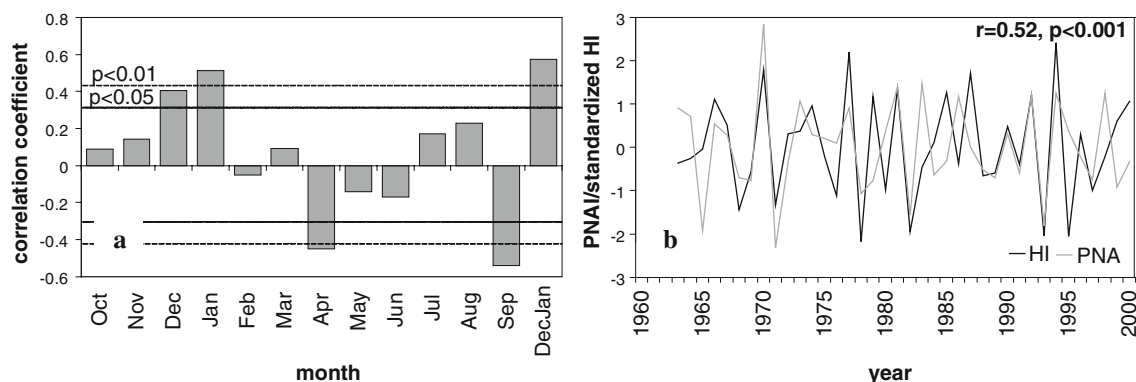 0.8
0.6
0.4
0.2
0
-0.2
-0.4
-0.6
correlation coefficient
p<0.01
p<0.05
a
Oct
Nov
Dec
Jan
Feb
Mar
Apr
May
Jun
Jul
Aug
Sep
DecJan
month
3
2
1
0
-1
-2
-3
PNAI/standardized HI
r=0.52, p<0.001
b
HI PNA
1960
1965
1970
1975
1980
1985
1990
1995
2000
year